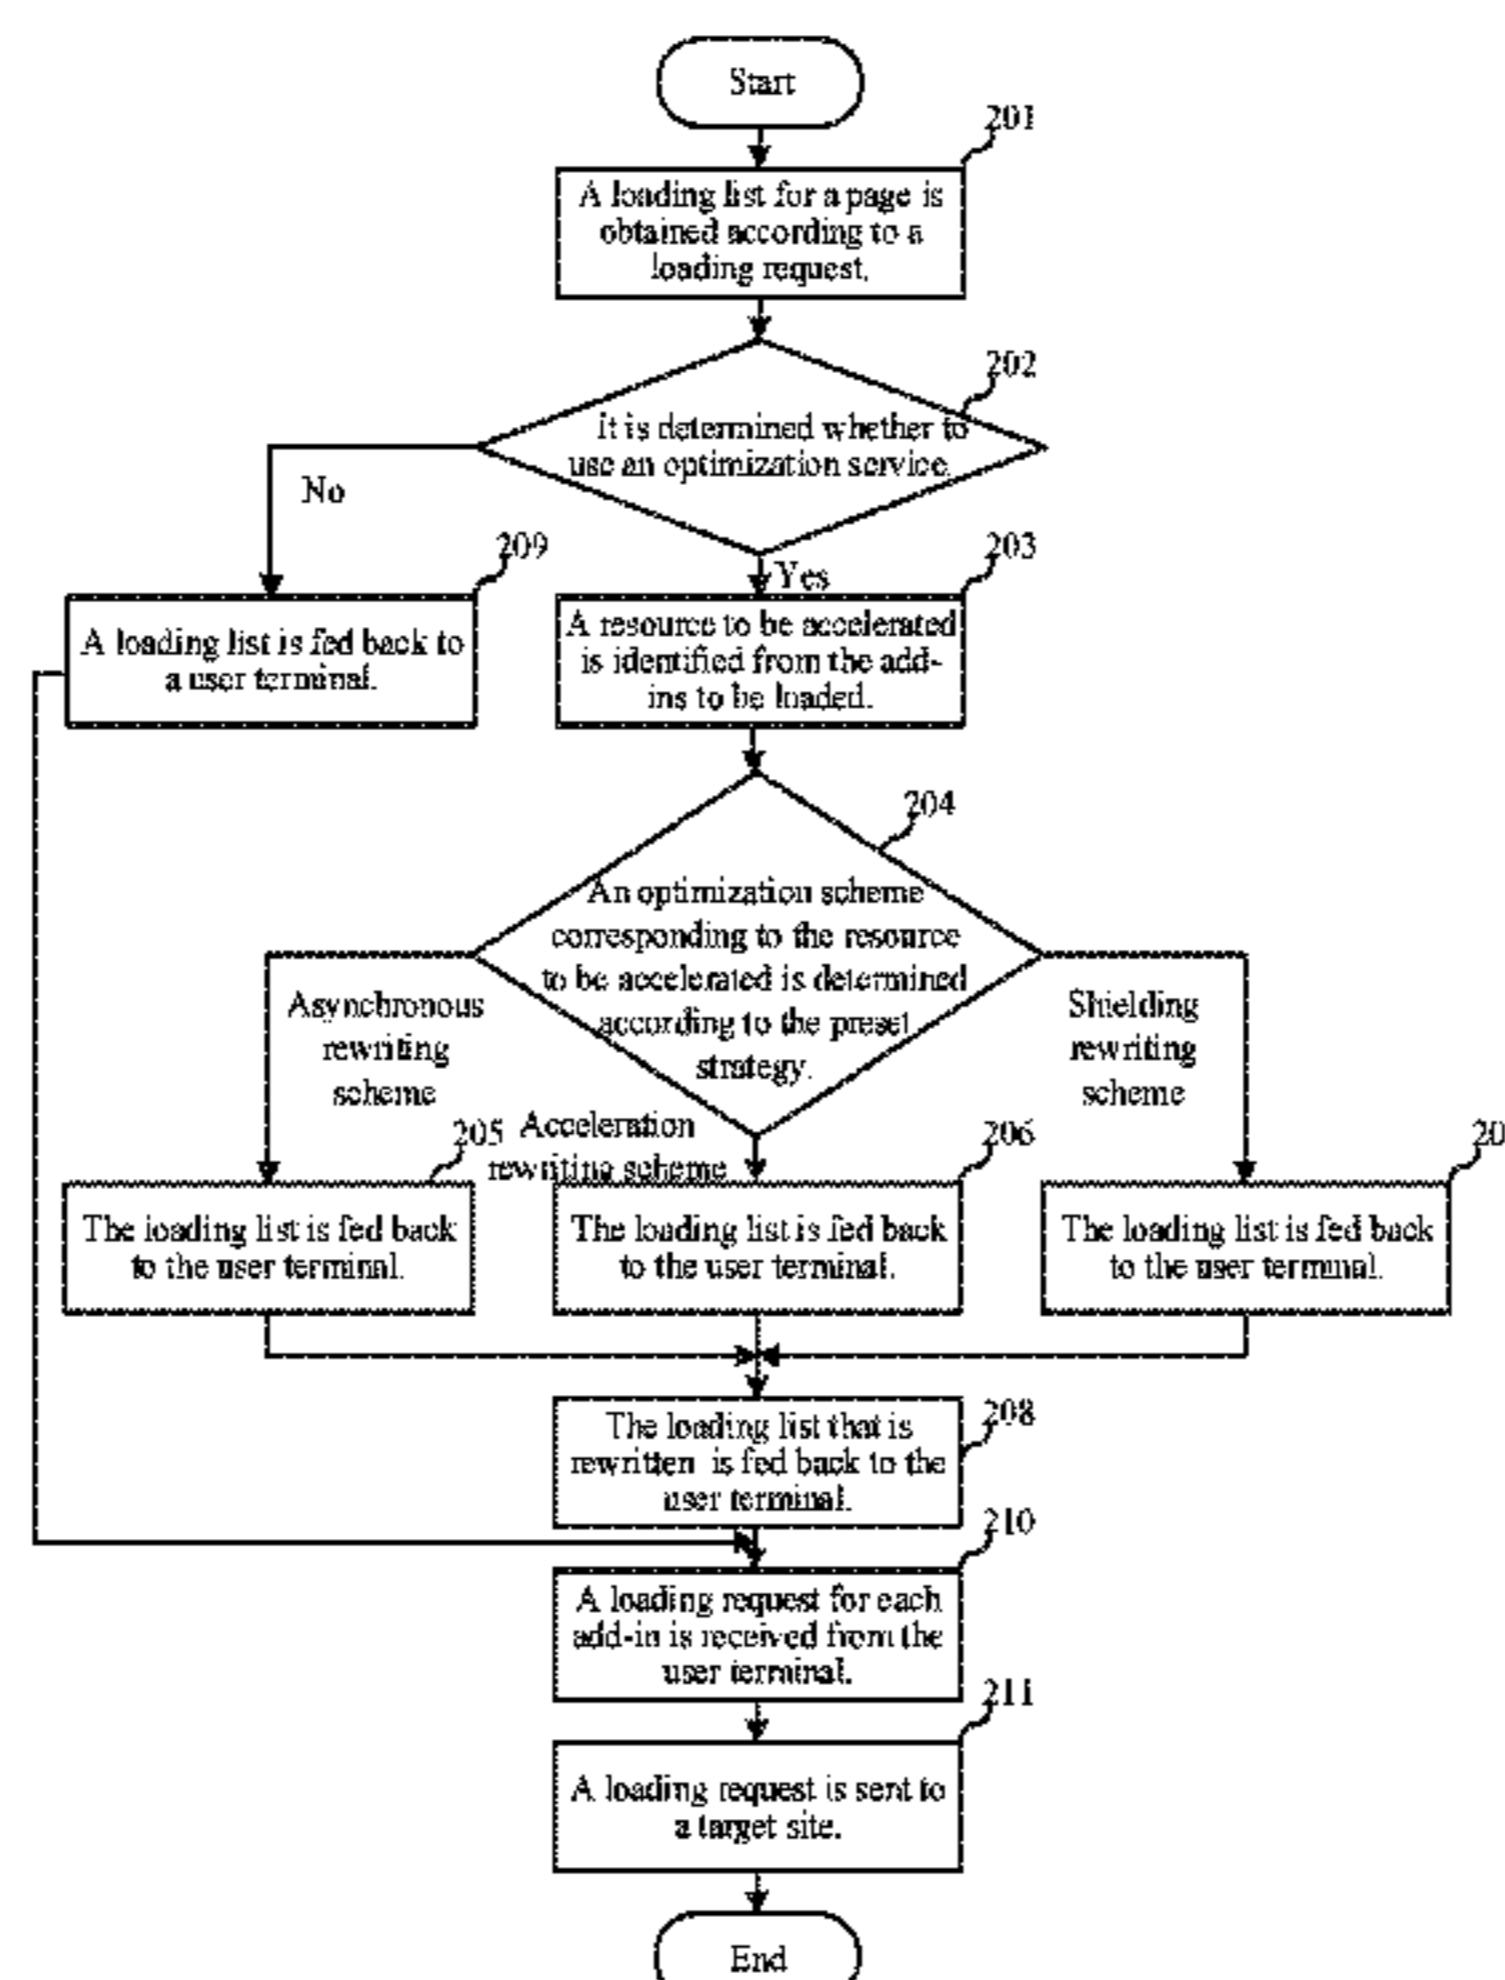 Start
201
A loading list for a page is
obtained according to a
loading request.
202
It is determined whether to
use an optimization service.
No
Yes
209
203
A loading list is fed back to
a user terminal.
A resource to be accelerated
is identified from the add-
ins to be loaded.
204
An optimization scheme
corresponding to the resource
to be accelerated is determined
according to the preset
strategy.
Asynchronous
rewriting
scheme
Shielding
rewriting
scheme
Acceleration
rewriting scheme
205
206
20
The loading list is fed back
to the user terminal.
The loading list is fed back
to the user terminal.
The loading list is fed back
to the user terminal.
208
The loading list that is
rewritten is fed back to the
user terminal.
210
A loading request for each
add-in is received from the
user terminal.
211
A loading request is sent to
a target site.
End